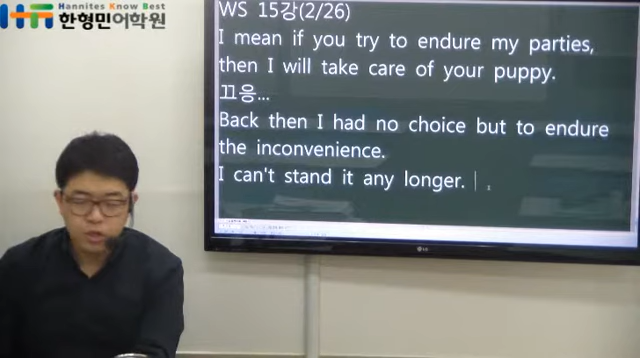 Hannites Know Best
한형민어학원
WS 15강(2/26)
I mean if you try to endure my parties,
then I will take care of your puppy.
끄응...
Back then I had no choice but to endure
the inconvenience.
I can't stand it any longer.
LG